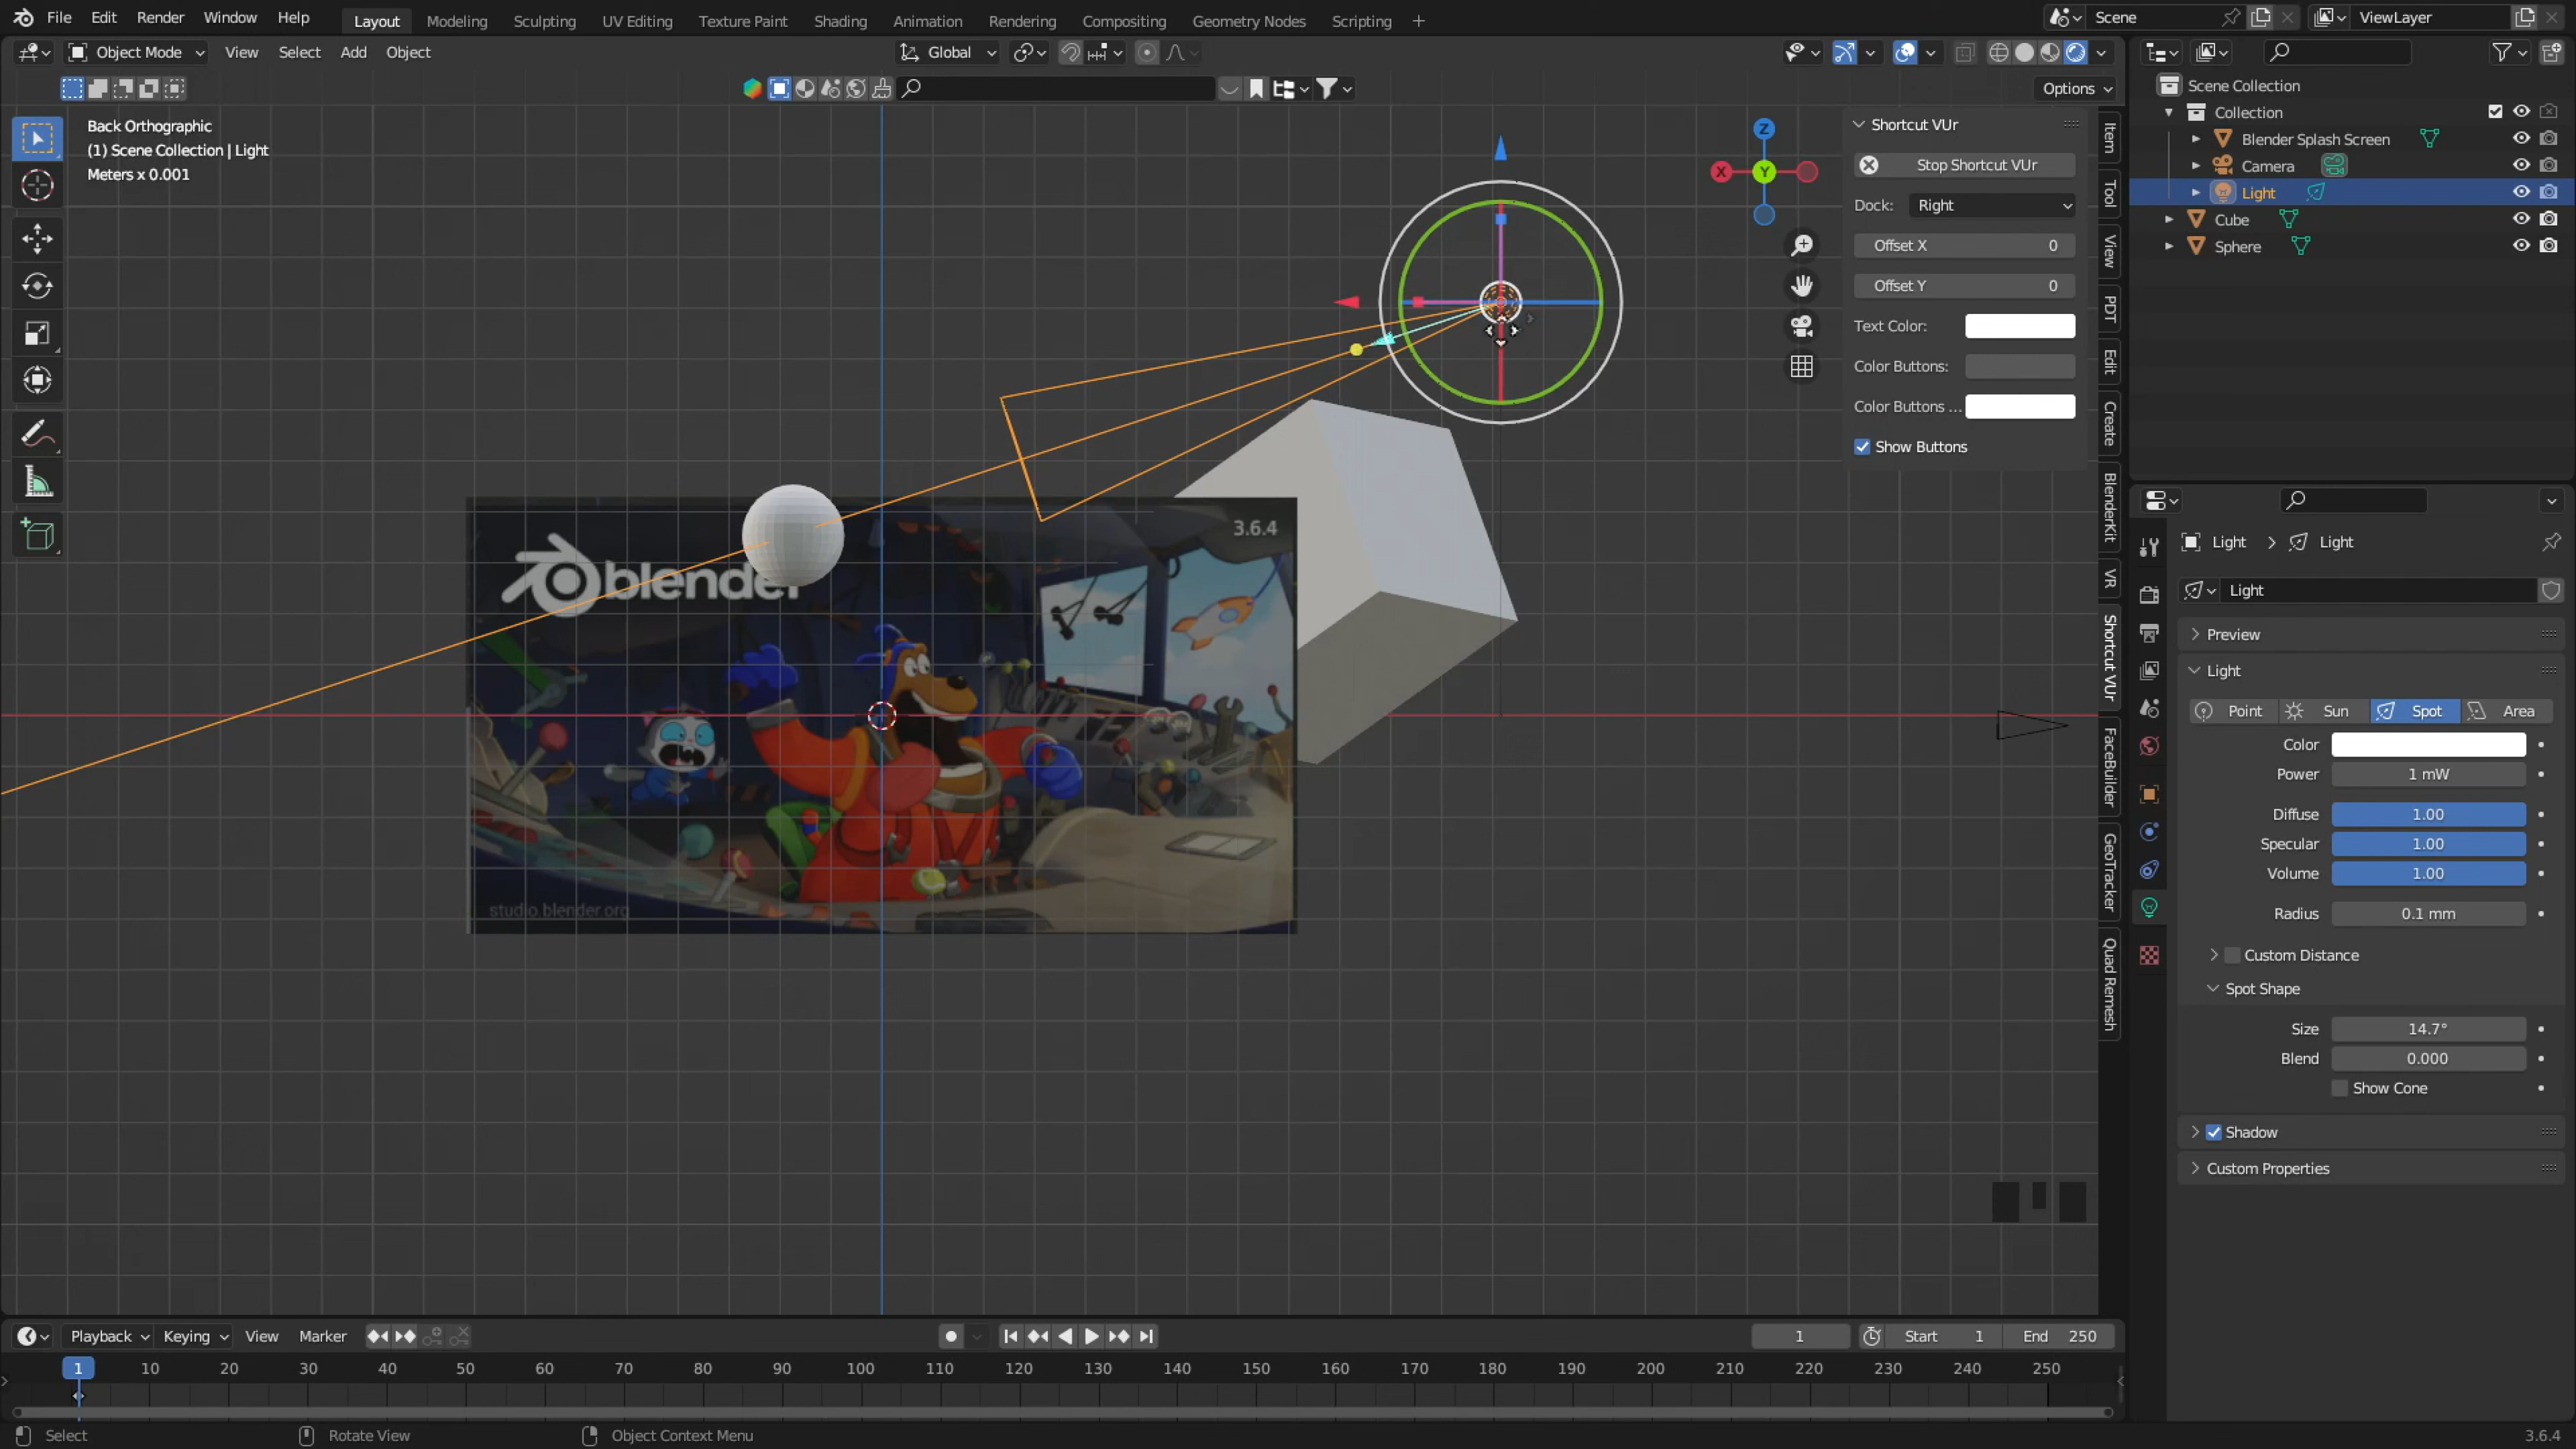 File Edit Render Window Help Layout Modeling Sculpting UV Editing Texture Paint Shading Animation Rendering Compositing Geometry Nodes Scripting Scene ViewLayer
Object Mode View Select Add Object Global
Options
Back Orthographic
(1) Scene Collection | Light
Meters x 0.001
Z
X
Y
Shortcut VUr
Stop Shortcut VUr
Dock: Right
Offset X 0
Offset Y 0
Text Color:
Color Buttons:
Color Buttons ...
Show Buttons
Item
Tool
View
PDT
Edit
Create
BlenderKit
VR
Shortcut VUr
FaceBuilder
GeoTracker
Quad Remesh
Scene Collection
Collection
Blender Splash Screen
Camera
Light
Cube
Sphere
3.6.4
blender
studio.blender.org
Light > Light
Light
Preview
Light
Point Sun Spot Area
Color
Power 1 mW
Diffuse 1.00
Specular 1.00
Volume 1.00
Radius 0.1 mm
Custom Distance
Spot Shape
Size 14.7°
Blend 0.000
Show Cone
Shadow
Custom Properties
Playback Keying View Marker 1 Start 1 End 250
1 10 20 30 40 50 60 70 80 90 100 110 120 130 140 150 160 170 180 190 200 210 220 230 240 250
Select Rotate View Object Context Menu 3.6.4